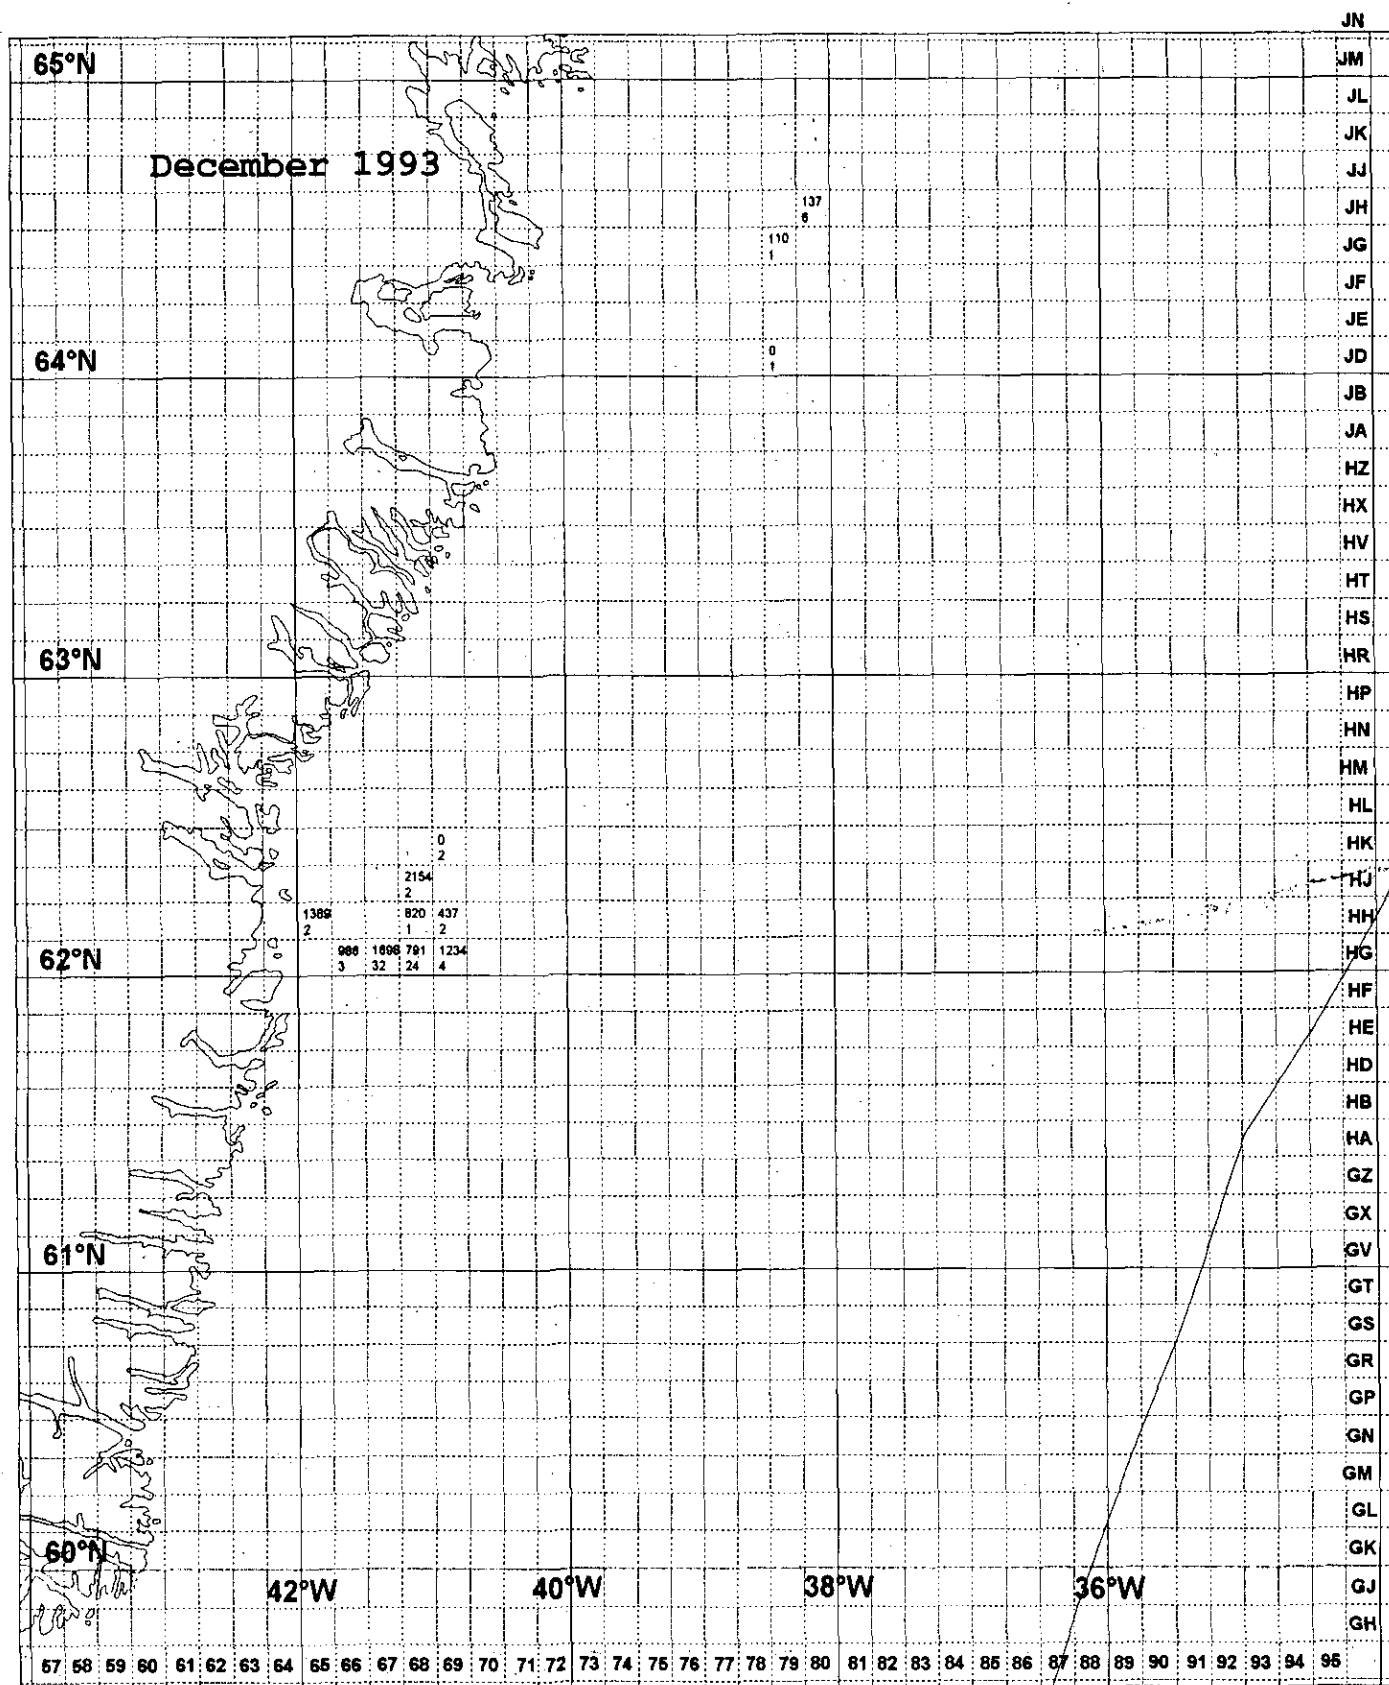 JN
65°N JM
JL
December 1993 JK
JJ
137 JH
6
110 JG
1
JF
JE
0
64°N 1 JD
JB
JA
HZ
HX
HV
HT
HS
63°N HR
HP
HN
HM
HL
0 HK
2
2154 HJ
2
1389 820 437 HH
2 1 2
62°N 986 1698 791 1234 HG
3 32 24 4
HF
HE
HD
HB
HA
GZ
GX
61°N GV
GT
GS
GR
GP
GN
GM
GL
60°N GK
42°W 40°W 38°W 36°W GJ
GH
57 58 59 60 61 62 63 64 65 66 67 68 69 70 71 72 73 74 75 76 77 78 79 80 81 82 83 84 85 86 87 88 89 90 91 92 93 94 95